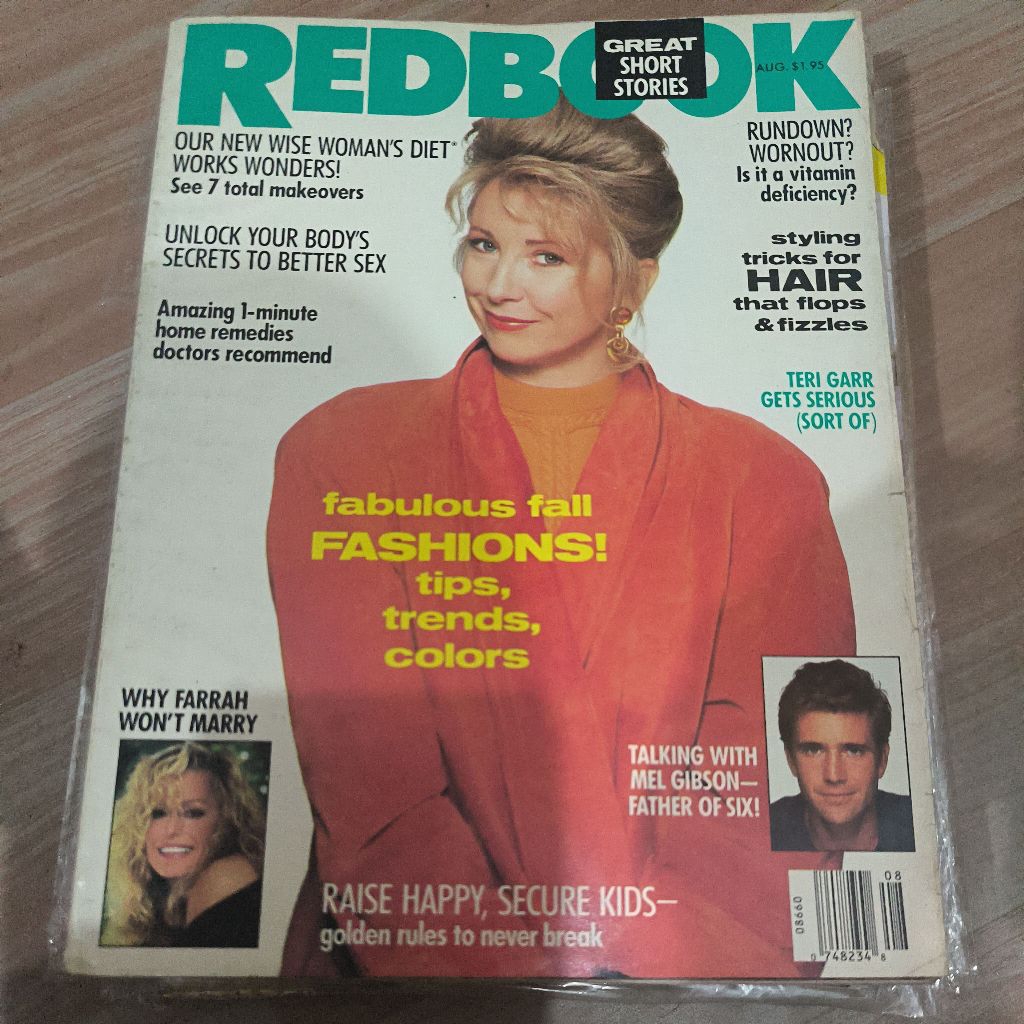 REDBOOK
GREAT
SHORT
STORIES
AUG. $1.95
OUR NEW WISE WOMAN'S DIET®
WORKS WONDERS!
See 7 total makeovers
UNLOCK YOUR BODY'S
SECRETS TO BETTER SEX
Amazing 1-minute
home remedies
doctors recommend
RUNDOWN?
WORNOUT?
Is it a vitamin
deficiency?
styling
tricks for
HAIR
that flops
& fizzles
TERI GARR
GETS SERIOUS
(SORT OF)
fabulous fall
FASHIONS!
tips,
trends,
colors
WHY FARRAH
WON'T MARRY
TALKING WITH
MEL GIBSON—
FATHER OF SIX!
RAISE HAPPY, SECURE KIDS—
golden rules to never break
08
08660
0 748234 8